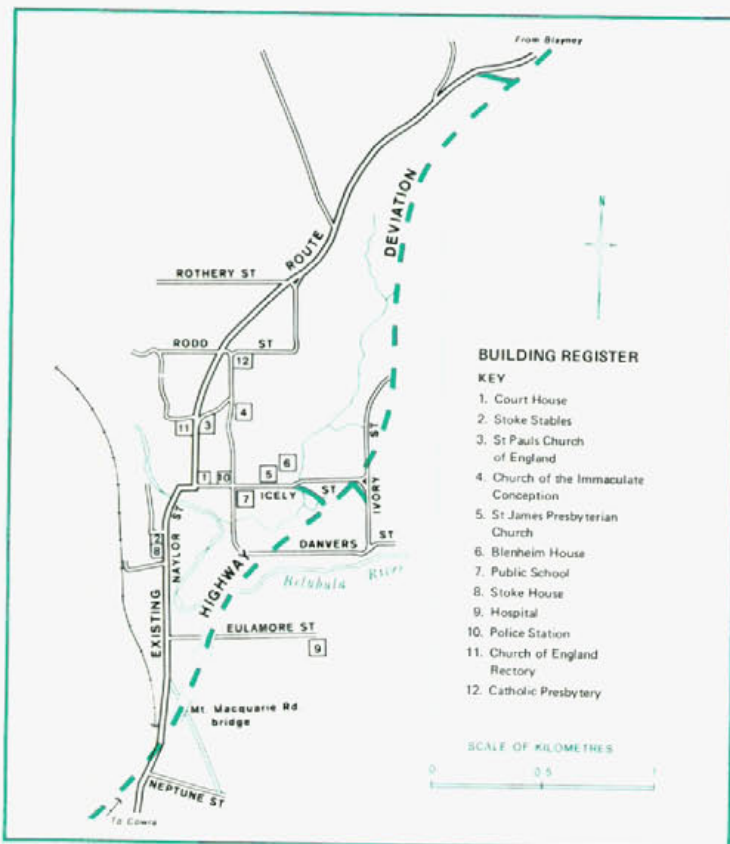 From Blayney
N
DEVIATION
ROUTE
ROTHERY ST
RODD ST
12
4
11
3
6
1
10
5
7
ICELY ST
IVORY ST
2
8
NAYLOR ST
DANVERS ST
HIGHWAY
Belubula River
EXISTING
EULAMORE ST
9
Mt. Macquarie Rd
bridge
NEPTUNE ST
To Cowra
BUILDING REGISTER
KEY
1. Court House
2. Stoke Stables
3. St Pauls Church
of England
4. Church of the Immaculate
Conception
5. St James Presbyterian
Church
6. Blenheim House
7. Public School
8. Stoke House
9. Hospital
10. Police Station
11. Church of England
Rectory
12. Catholic Presbytery
SCALE OF KILOMETRES
0
0.5
1